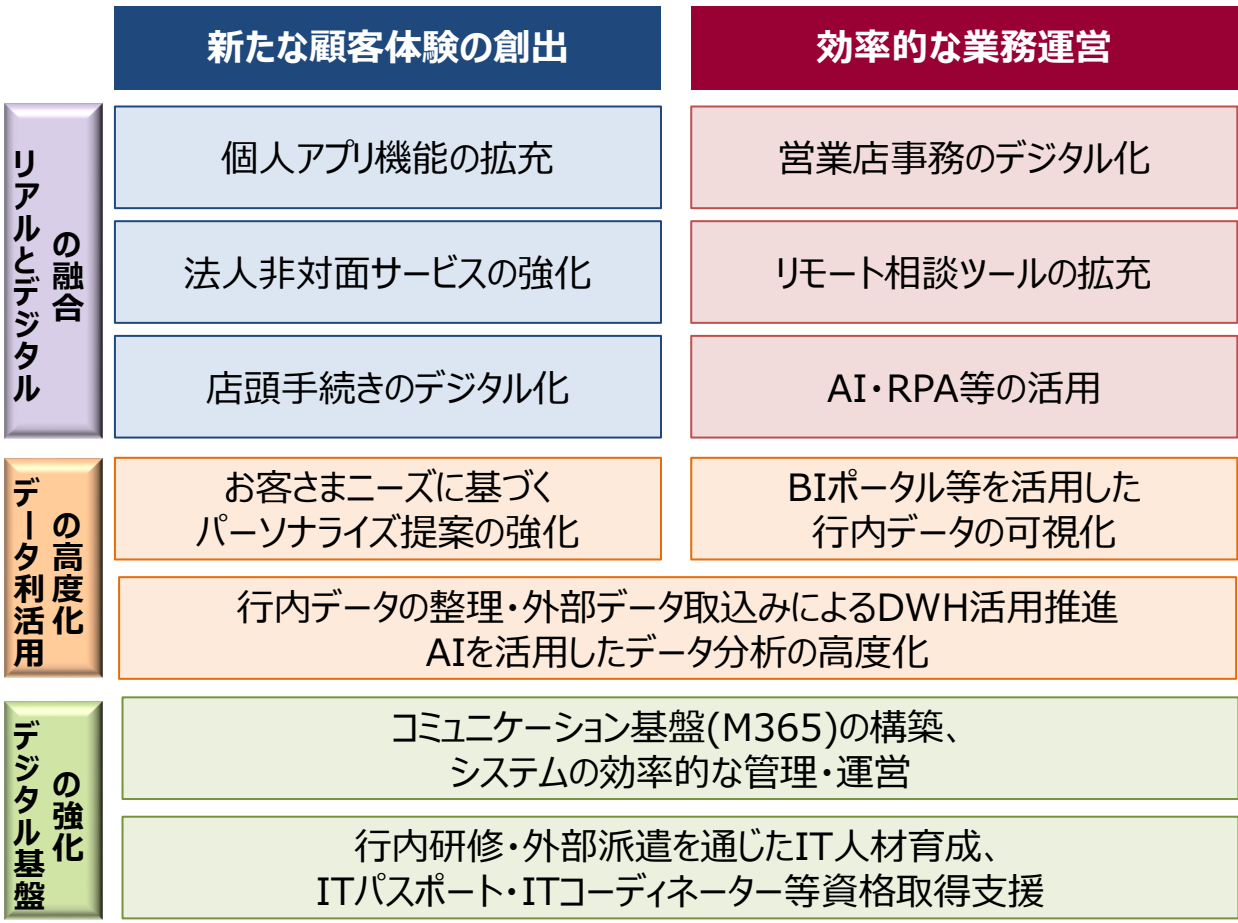 新たな顧客体験の創出
効率的な業務運営
リアルとデジタル
の融合
個人アプリ機能の拡充
営業店事務のデジタル化
法人非対面サービスの強化
リモート相談ツールの拡充
店頭手続きのデジタル化
AI・RPA等の活用
データ利活用
の高度化
お客さまニーズに基づく
パーソナライズ提案の強化
BIポータル等を活用した
行内データの可視化
行内データの整理・外部データ取込みによるDWH活用推進
AIを活用したデータ分析の高度化
デジタル基盤
の強化
コミュニケーション基盤(M365)の構築、
システムの効率的な管理・運営
行内研修・外部派遣を通じたIT人材育成、
ITパスポート・ITコーディネーター等資格取得支援